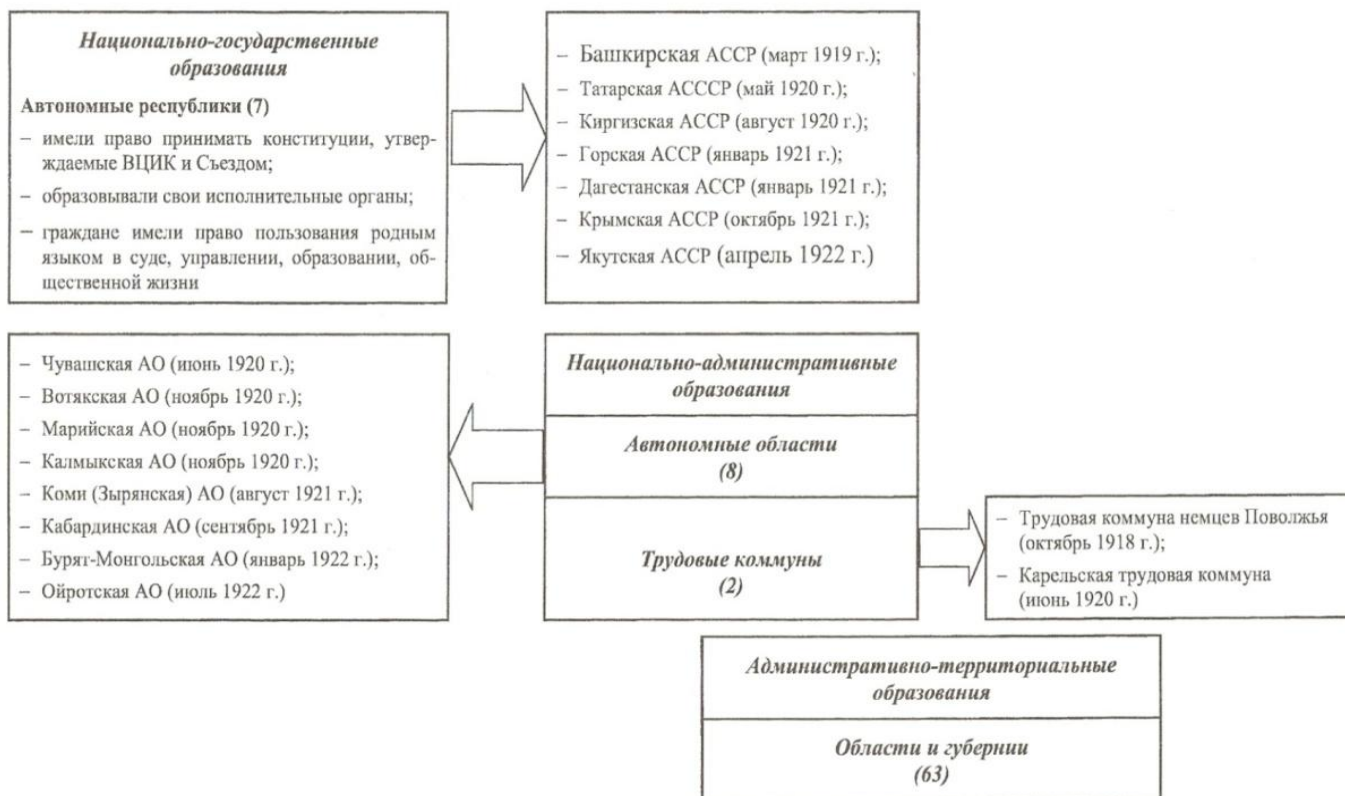 Национально-государственные
образования
Автономные республики (7)
– имели право принимать конституции, утвер-
ждаемые ВЦИК и Съездом;
– образовывали свои исполнительные органы;
– граждане имели право пользования родным
языком в суде, управлении, образовании, об-
щественной жизни
– Башкирская АССР (март 1919 г.);
– Татарская АСССР (май 1920 г.);
– Киргизская АССР (август 1920 г.);
– Горская АССР (январь 1921 г.);
– Дагестанская АССР (январь 1921 г.);
– Крымская АССР (октябрь 1921 г.);
– Якутская АССР (апрель 1922 г.)
– Чувашская АО (июнь 1920 г.);
– Вотякская АО (ноябрь 1920 г.);
– Марийская АО (ноябрь 1920 г.);
– Калмыкская АО (ноябрь 1920 г.);
– Коми (Зырянская) АО (август 1921 г.);
– Кабардинская АО (сентябрь 1921 г.);
– Бурят-Монгольская АО (январь 1922 г.);
– Ойротская АО (июль 1922 г.)
Национально-административные
образования
Автономные области
(8)
Трудовые коммуны
(2)
– Трудовая коммуна немцев Поволжья
(октябрь 1918 г.);
– Карельская трудовая коммуна
(июнь 1920 г.)
Административно-территориальные
образования
Области и губернии
(63)